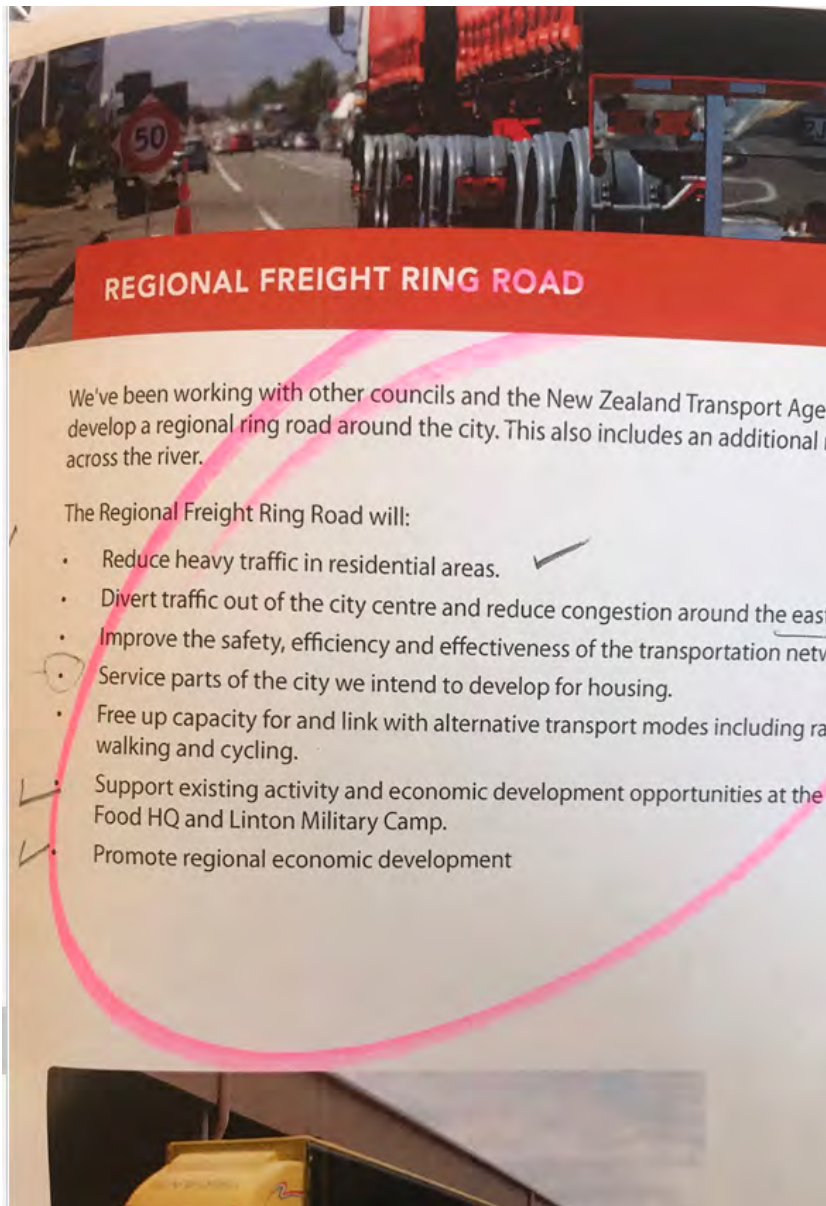 50
REGIONAL FREIGHT RING ROAD
We've been working with other councils and the New Zealand Transport Age
develop a regional ring road around the city. This also includes an additional
across the river.
The Regional Freight Ring Road will:
• Reduce heavy traffic in residential areas.
• Divert traffic out of the city centre and reduce congestion around the east
• Improve the safety, efficiency and effectiveness of the transportation netw
• Service parts of the city we intend to develop for housing.
• Free up capacity for and link with alternative transport modes including ra
walking and cycling.
• Support existing activity and economic development opportunities at the
Food HQ and Linton Military Camp.
• Promote regional economic development